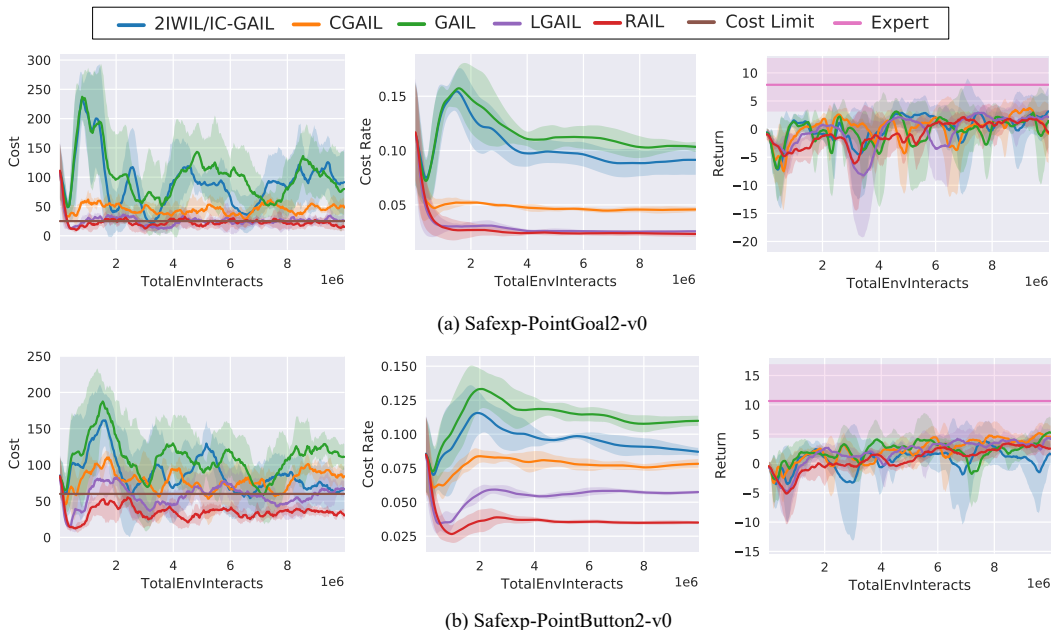 2IWIL/IC-GAIL CGAIL GAIL LGAIL RAIL Cost Limit Expert
300
250
200
150
100
50
0
Cost
2 4 6 8
1e6
TotalEnvInteracts
0.15
0.10
0.05
Cost Rate
2 4 6 8
1e6
TotalEnvInteracts
10
5
0
−5
−10
−15
−20
Return
2 4 6 8
1e6
TotalEnvInteracts
(a) Safexp-PointGoal2-v0
250
200
150
100
50
0
Cost
2 4 6 8
1e6
TotalEnvInteracts
0.150
0.125
0.100
0.075
0.050
0.025
Cost Rate
2 4 6 8
1e6
TotalEnvInteracts
15
10
5
0
−5
−10
−15
Return
2 4 6 8
1e6
TotalEnvInteracts
(b) Safexp-PointButton2-v0